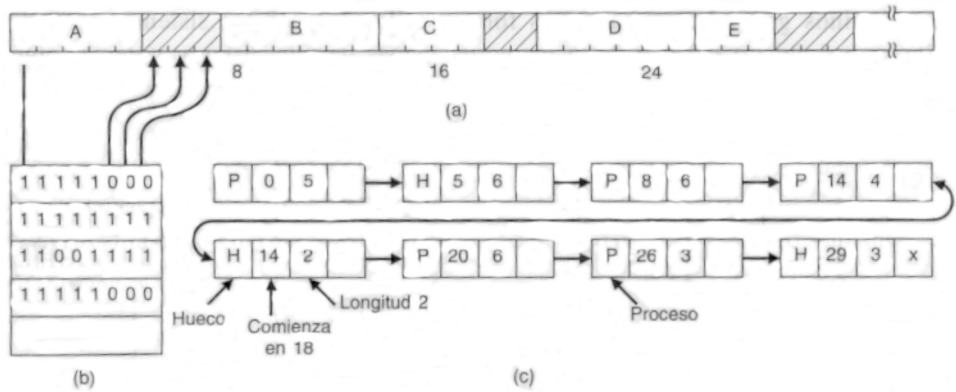 A B C D E
8 16 24
(a)
1 1 1 1 1 0 0 0
1 1 1 1 1 1 1 1
1 1 0 0 1 1 1 1
1 1 1 1 1 0 0 0
(b)
P 0 5
H 5 6
P 8 6
P 14 4
H 14 2
P 20 6
P 26 3
H 29 3 x
Hueco
Comienza
en 18
Longitud 2
Proceso
(c)